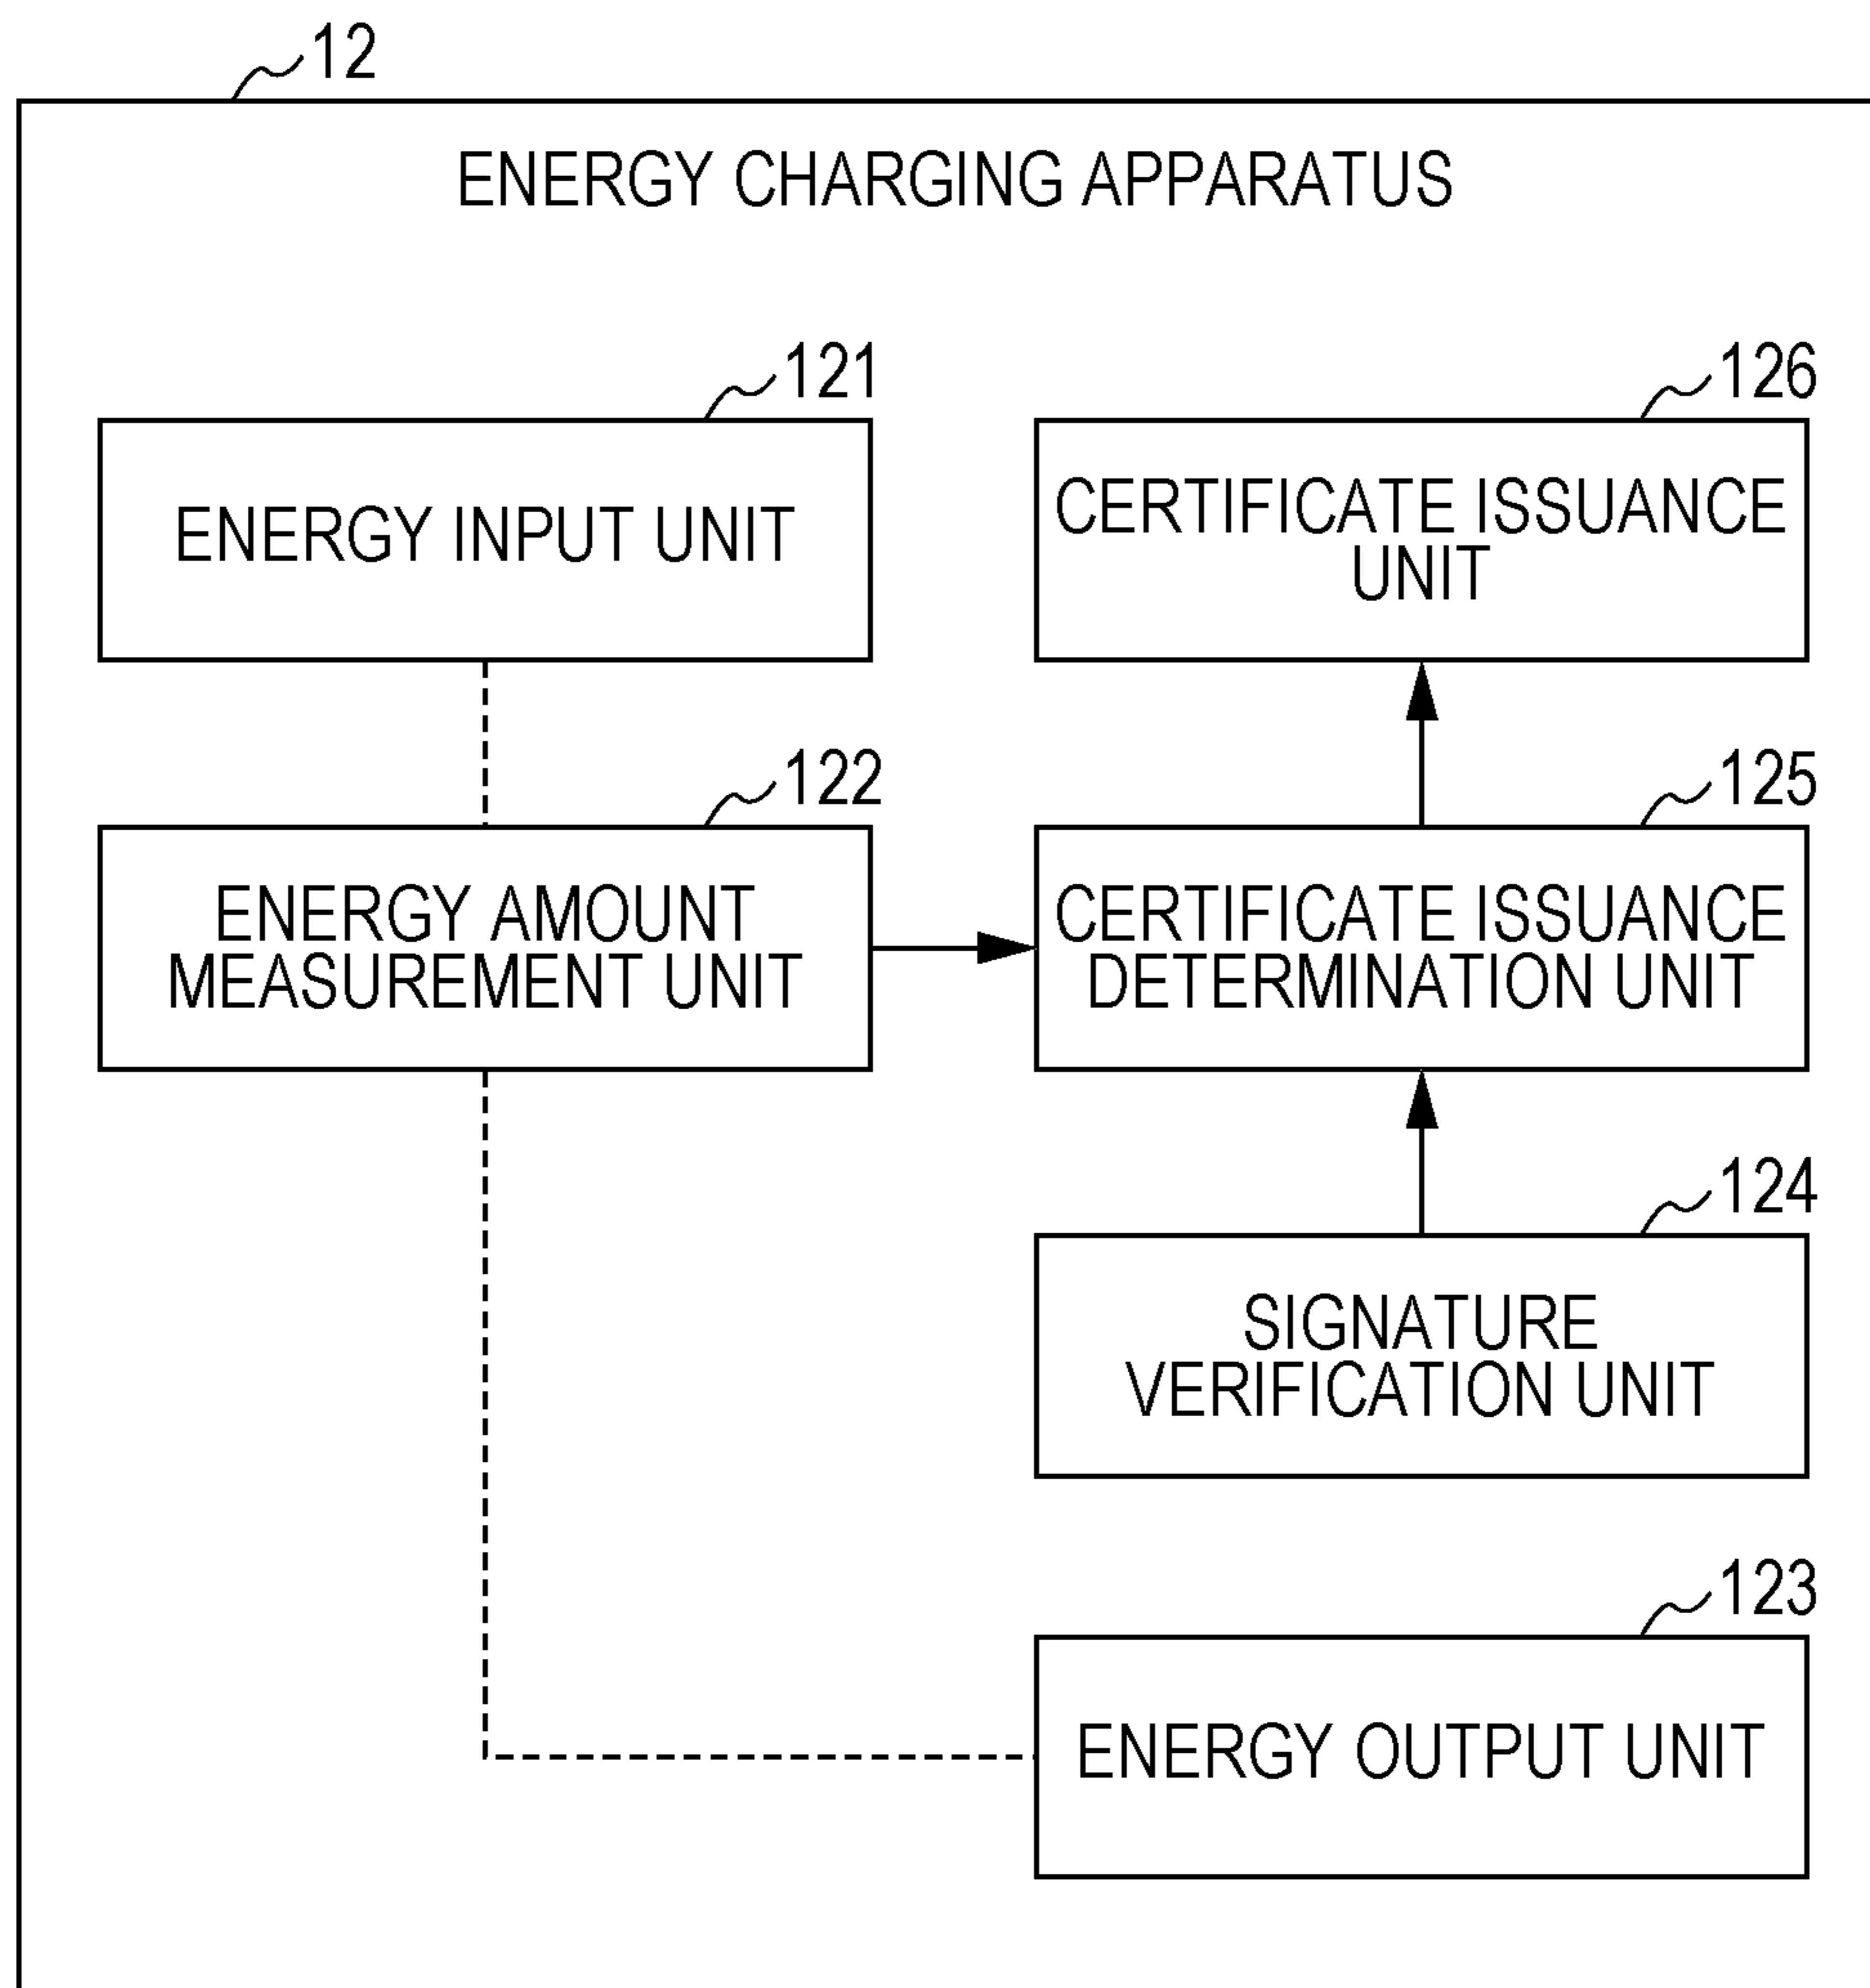 12
ENERGY CHARGING APPARATUS
121
ENERGY INPUT UNIT
126
CERTIFICATE ISSUANCE
UNIT
122
ENERGY AMOUNT
MEASUREMENT UNIT
125
CERTIFICATE ISSUANCE
DETERMINATION UNIT
124
SIGNATURE
VERIFICATION UNIT
123
ENERGY OUTPUT UNIT